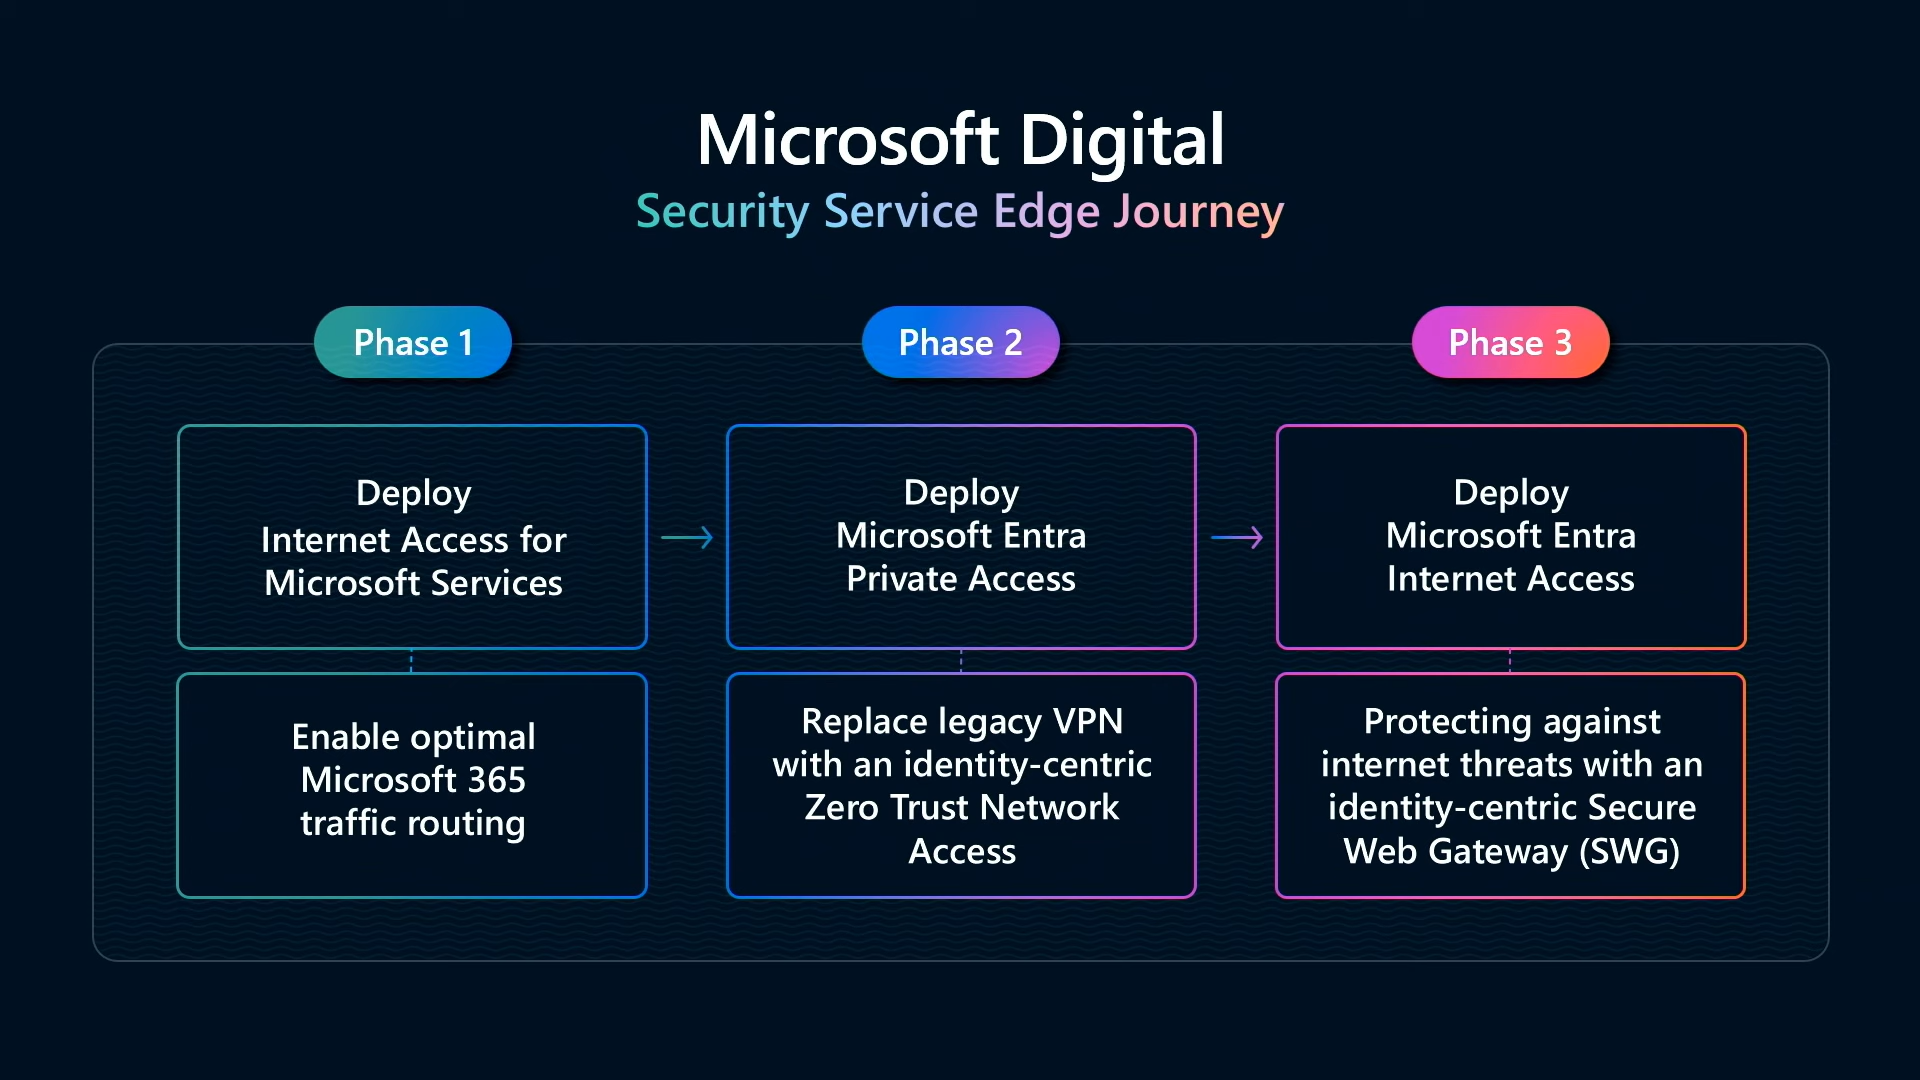 Microsoft Digital
Security Service Edge Journey
Phase 1
Deploy
Internet Access for
Microsoft Services
Enable optimal
Microsoft 365
traffic routing
Phase 2
Deploy
Microsoft Entra
Private Access
Replace legacy VPN
with an identity-centric
Zero Trust Network
Access
Phase 3
Deploy
Microsoft Entra
Internet Access
Protecting against
internet threats with an
identity-centric Secure
Web Gateway (SWG)